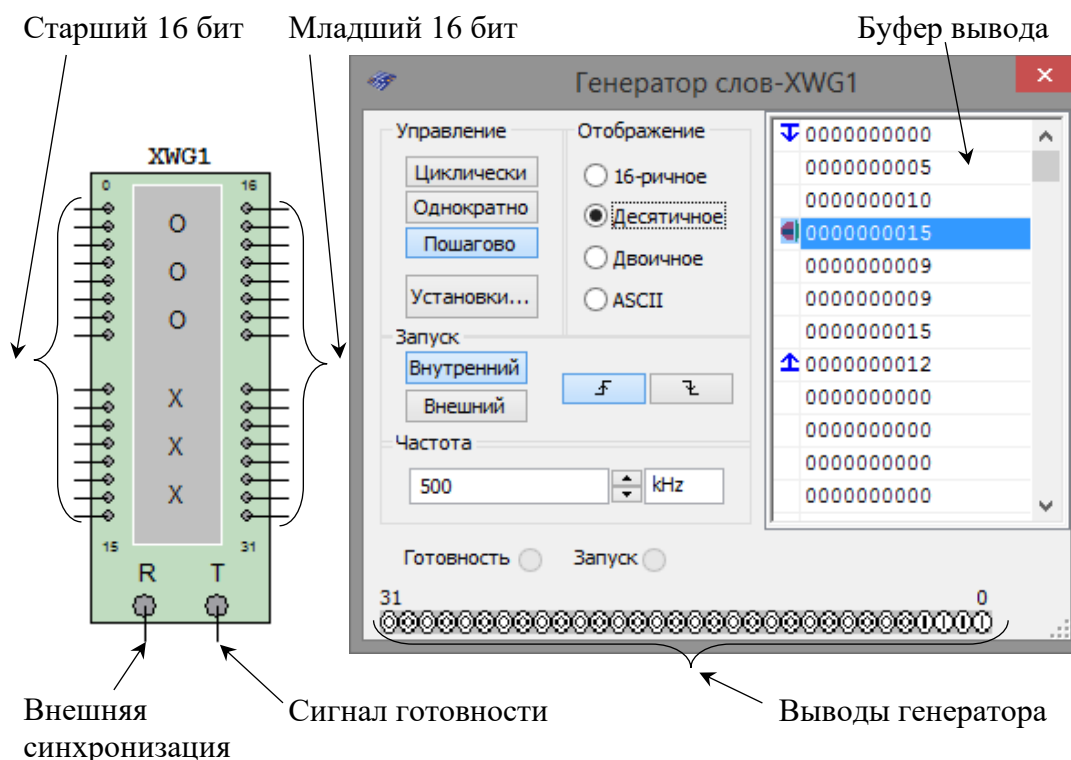 Старший 16 бит
Младший 16 бит
Буфер вывода
XWG1
0
16
O
O
O
X
X
X
15
31
R
T
Генератор слов-XWG1
Управление
Циклически
Однократно
Пошагово
Установки...
Отображение
16-ричное
Десятичное
Двоичное
ASCII
Запуск
Внутренний
Внешний
Частота
500
kHz
0000000000
0000000005
0000000010
0000000015
0000000009
0000000009
0000000015
0000000012
0000000000
0000000000
0000000000
0000000000
Готовность
Запуск
31
0
Внешняя
синхронизация
Сигнал готовности
Выводы генератора